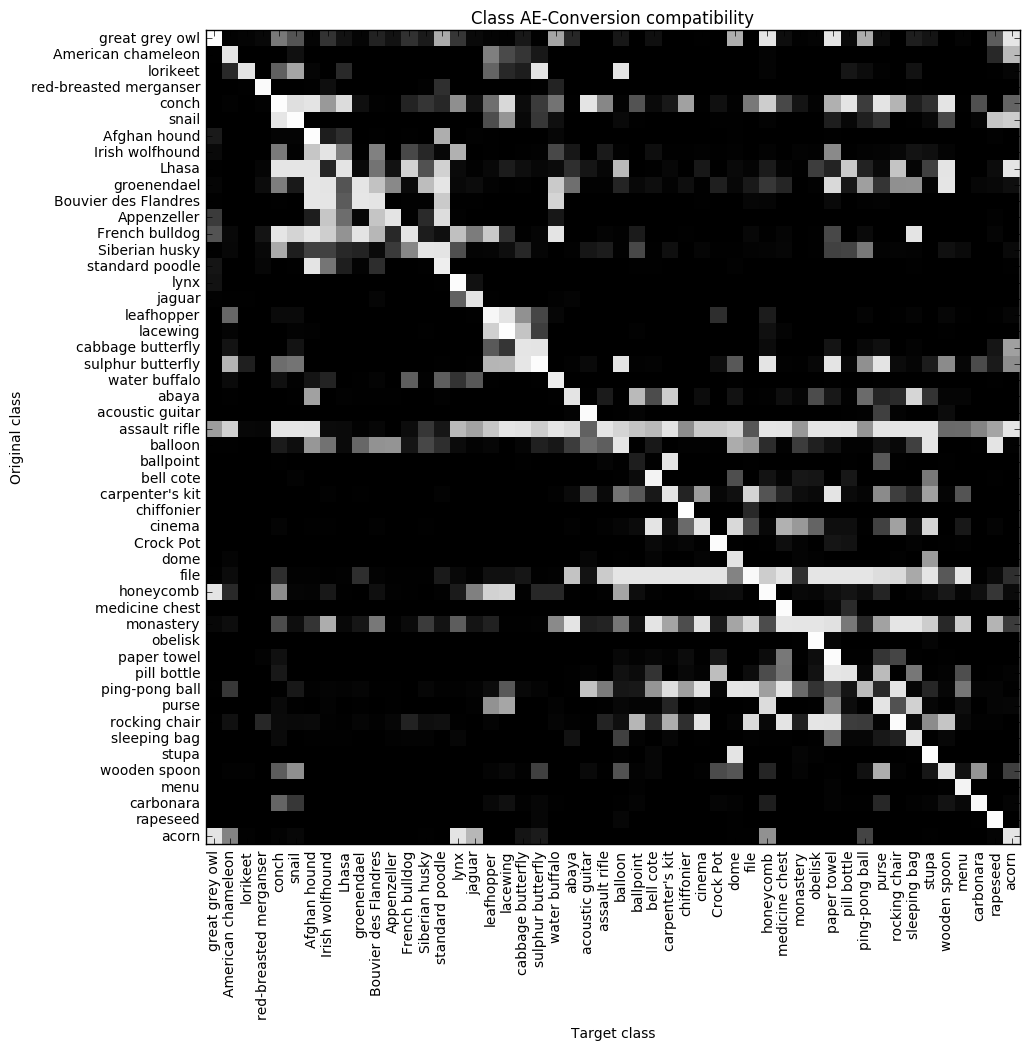 Class AE-Conversion compatibility
great grey owl
American chameleon
lorikeet
red-breasted merganser
conch
snail
Afghan hound
Irish wolfhound
Lhasa
groenendael
Bouvier des Flandres
Appenzeller
French bulldog
Siberian husky
standard poodle
lynx
jaguar
leafhopper
lacewing
cabbage butterfly
sulphur butterfly
water buffalo
abaya
acoustic guitar
assault rifle
balloon
ballpoint
bell cote
carpenter's kit
chiffonier
cinema
Crock Pot
dome
file
honeycomb
medicine chest
monastery
obelisk
paper towel
pill bottle
ping-pong ball
purse
rocking chair
sleeping bag
stupa
wooden spoon
menu
carbonara
rapeseed
acorn
Original class
great grey owl
American chameleon
lorikeet
red-breasted merganser
conch
snail
Afghan hound
Irish wolfhound
Lhasa
groenendael
Bouvier des Flandres
Appenzeller
French bulldog
Siberian husky
standard poodle
lynx
jaguar
leafhopper
lacewing
cabbage butterfly
sulphur butterfly
water buffalo
abaya
acoustic guitar
assault rifle
balloon
ballpoint
bell cote
carpenter's kit
chiffonier
cinema
Crock Pot
dome
file
honeycomb
medicine chest
monastery
obelisk
paper towel
pill bottle
ping-pong ball
purse
rocking chair
sleeping bag
stupa
wooden spoon
menu
carbonara
rapeseed
acorn
Target class